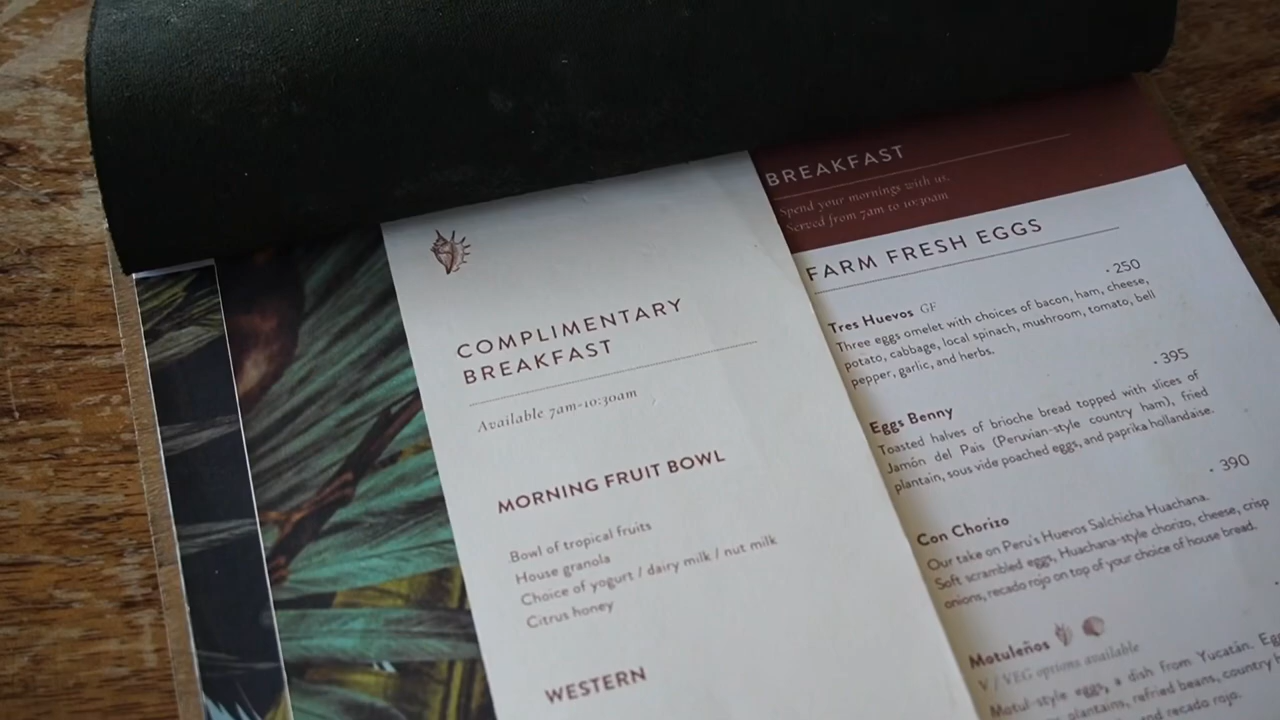 COMPLIMENTARY
BREAKFAST
Available 7am-10:30am
MORNING FRUIT BOWL
Bowl of tropical fruits
House granola
Choice of yogurt / dairy milk / nut milk
Citrus honey
WESTERN
BREAKFAST
Spend your mornings with us.
Served from 7am to 10:30am
FARM FRESH EGGS
• 250
Tres Huevos GF
Three eggs omelet with choices of bacon, ham, cheese,
potato, cabbage, local spinach, mushroom, tomato, bell
pepper, garlic, and herbs.
• 395
Eggs Benny
Toasted halves of brioche bread topped with slices of
Jamón del Pais (Peruvian-style country ham), fried
plantain, sous vide poached eggs, and paprika hollandaise.
• 390
Con Chorizo
Our take on Peru's Huevos Salchicha Huachana.
Soft scrambled eggs, Huachana-style chorizo, cheese, crisp
onions, recado rojo on top of your choice of house bread.
Motuleños
V / VEG options available
Motul-style eggs, a dish from Yucatán.
plantains, refried beans, country
and recado rojo.